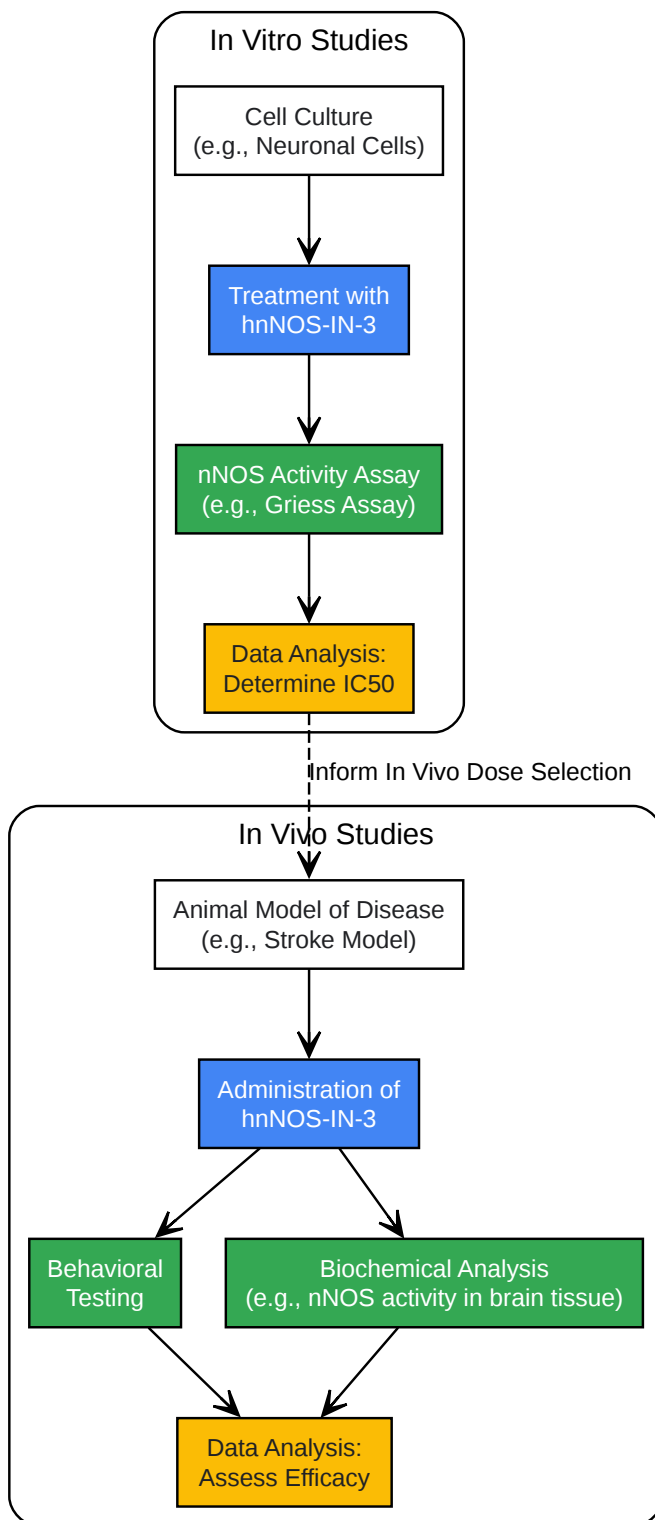 In Vitro Studies
Cell Culture
(e.g., Neuronal Cells)
Treatment with
hnNOS-IN-3
nNOS Activity Assay
(e.g., Griess Assay)
Data Analysis:
Determine IC50
Inform In Vivo Dose Selection
In Vivo Studies
Animal Model of Disease
(e.g., Stroke Model)
Administration of
hnNOS-IN-3
Behavioral
Testing
Biochemical Analysis
(e.g., nNOS activity in brain tissue)
Data Analysis:
Assess Efficacy